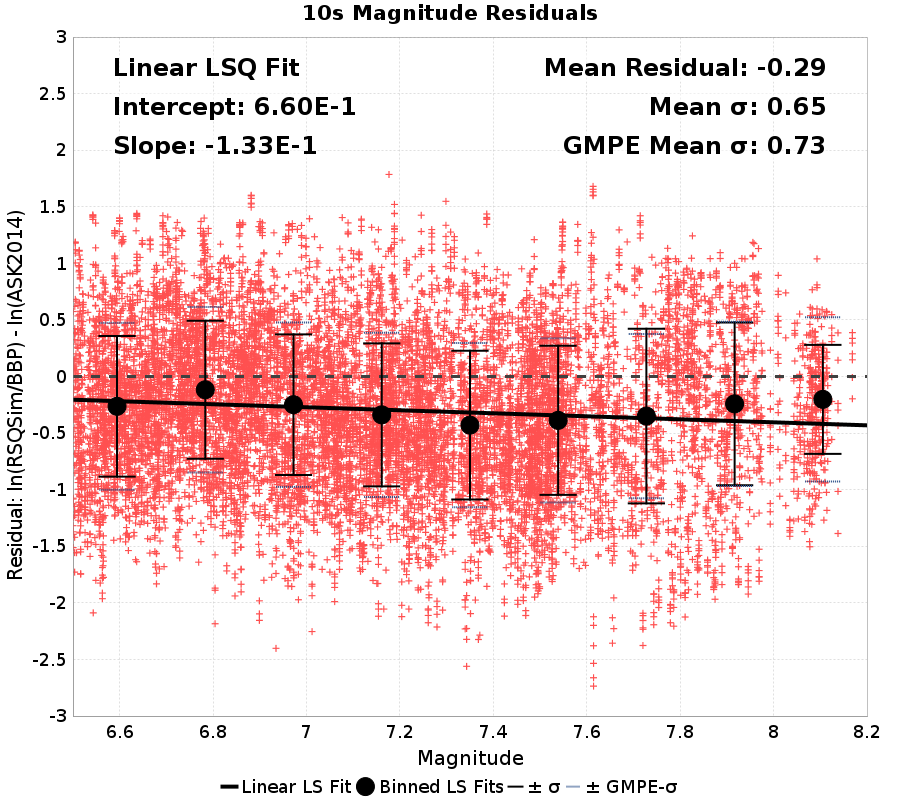 10s Magnitude Residuals
Linear LSQ Fit
Intercept: 6.60E-1
Slope: -1.33E-1
Mean Residual: -0.29
Mean σ: 0.65
GMPE Mean σ: 0.73
Residual: ln(RSQSim/BBP) - ln(ASK2014)
3
2.5
2
1.5
1
0.5
0
-0.5
-1
-1.5
-2
-2.5
-3
6.6 6.8 7 7.2 7.4 7.6 7.8 8 8.2
Magnitude
Linear LS Fit Binned LS Fits ± σ ± GMPE-σ